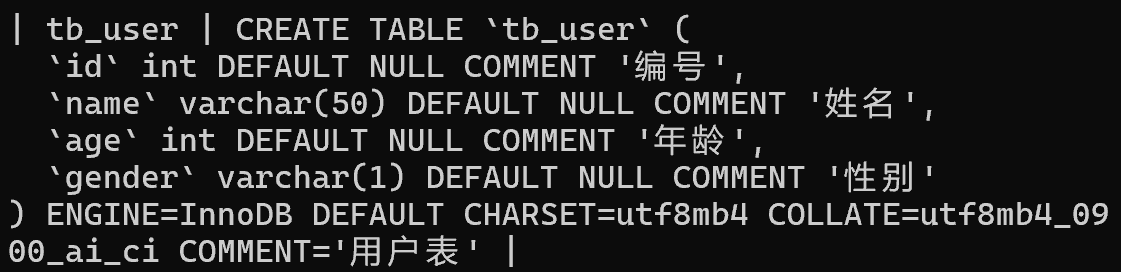 | tb_user | CREATE TABLE `tb_user` (
  `id` int DEFAULT NULL COMMENT '编号',
  `name` varchar(50) DEFAULT NULL COMMENT '姓名',
  `age` int DEFAULT NULL COMMENT '年龄',
  `gender` varchar(1) DEFAULT NULL COMMENT '性别'
) ENGINE=InnoDB DEFAULT CHARSET=utf8mb4 COLLATE=utf8mb4_09
00_ai_ci COMMENT='用户表' |